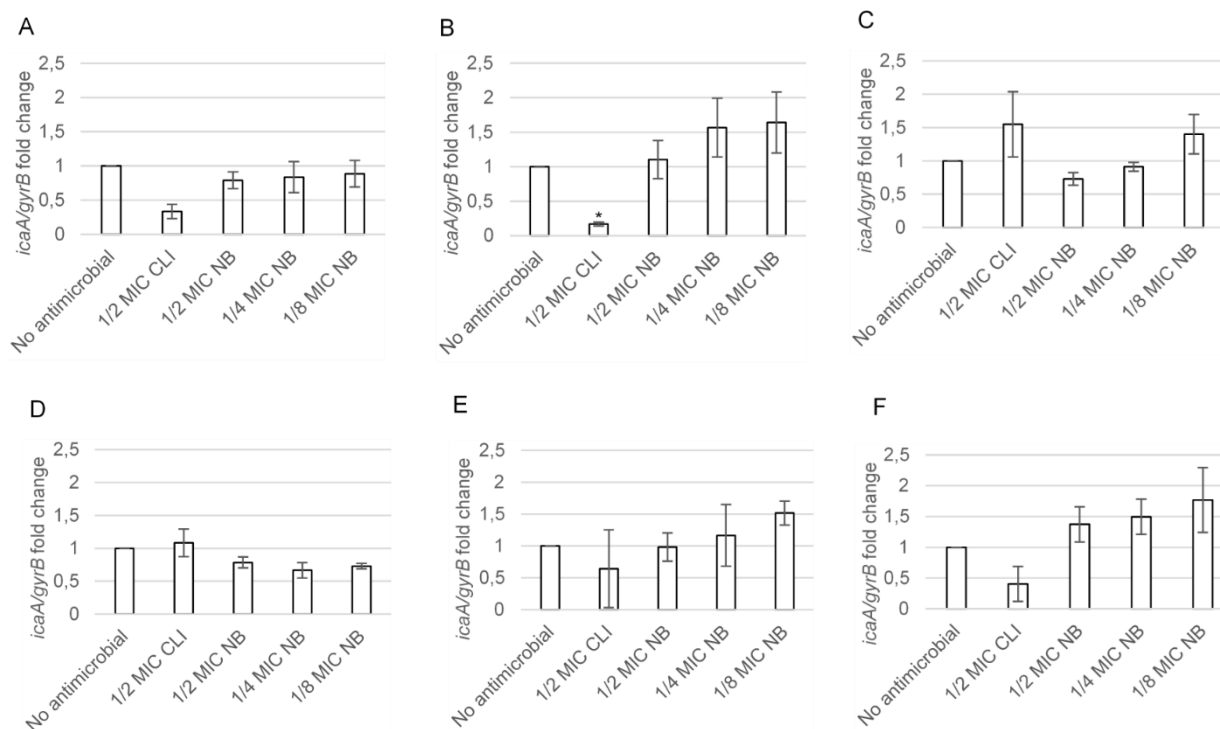 A
icaA/gyrB fold change
2,5
2
1,5
1
0,5
0
No antimicrobial
1/2 MIC CLI
1/2 MIC NB
1/4 MIC NB
1/8 MIC NB
B
icaA/gyrB fold change
2,5
2
1,5
1
0,5
0
*
No antimicrobial
1/2 MIC CLI
1/2 MIC NB
1/4 MIC NB
1/8 MIC NB
C
icaA/gyrB fold change
2,5
2
1,5
1
0,5
0
No antimicrobial
1/2 MIC CLI
1/2 MIC NB
1/4 MIC NB
1/8 MIC NB
D
icaA/gyrB fold change
2,5
2
1,5
1
0,5
0
No antimicrobial
1/2 MIC CLI
1/2 MIC NB
1/4 MIC NB
1/8 MIC NB
E
icaA/gyrB fold change
2,5
2
1,5
1
0,5
0
No antimicrobial
1/2 MIC CLI
1/2 MIC NB
1/4 MIC NB
1/8 MIC NB
F
icaA/gyrB fold change
2,5
2
1,5
1
0,5
0
No antimicrobial
1/2 MIC CLI
1/2 MIC NB
1/4 MIC NB
1/8 MIC NB